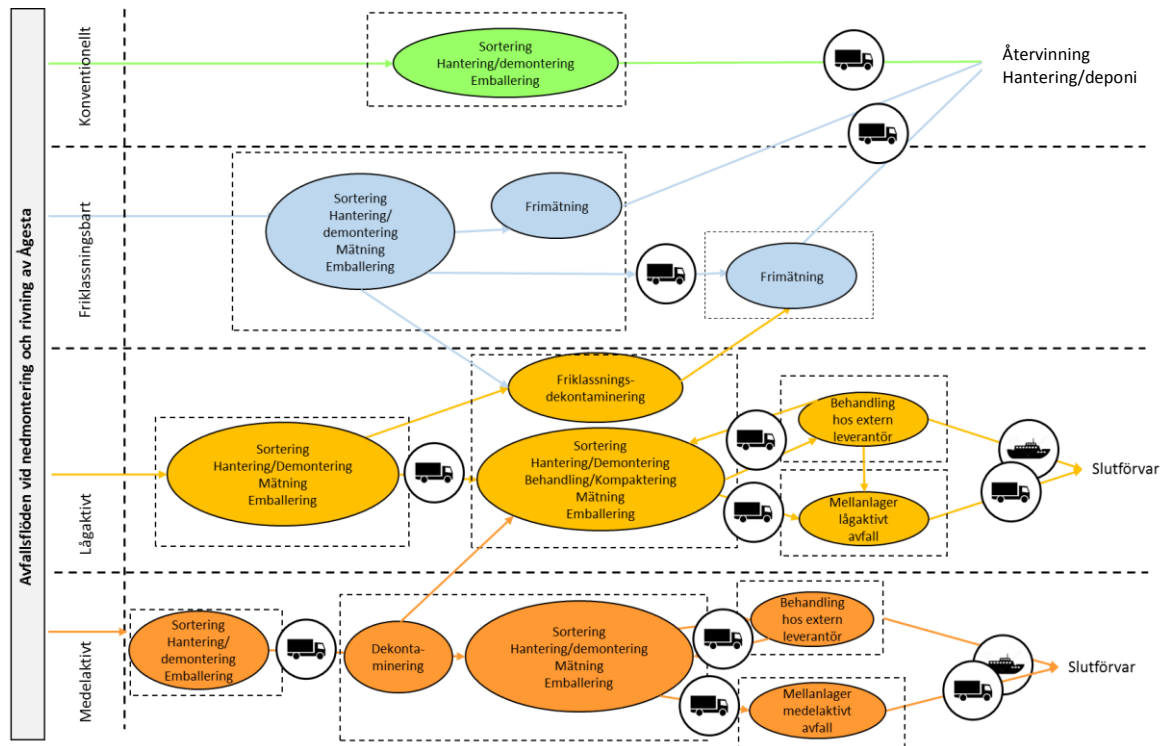 Avfallsflöden vid nedmontering och rivning av Ågesta
Konventionellt
Sortering
Hantering/demontering
Emballering
Återvinning
Hantering/deponi
Friklassningsbart
Sortering
Hantering/
demontering
Mätning
Emballering
Frimätning
Frimätning
Lågaktivt
Friklassnings-
dekontaminering
Sortering
Hantering/Demontering
Mätning
Emballering
Sortering
Hantering/Demontering
Behandling/Kompaktering
Mätning
Emballering
Behandling
hos extern
leverantör
Mellanlager
lågaktivt
avfall
Slutförvar
Medelaktivt
Sortering
Hantering/
demontering
Emballering
Dekonta-
minering
Sortering
Hantering/demontering
Mätning
Emballering
Behandling
hos extern
leverantör
Mellanlager
medelaktivt
avfall
Slutförvar